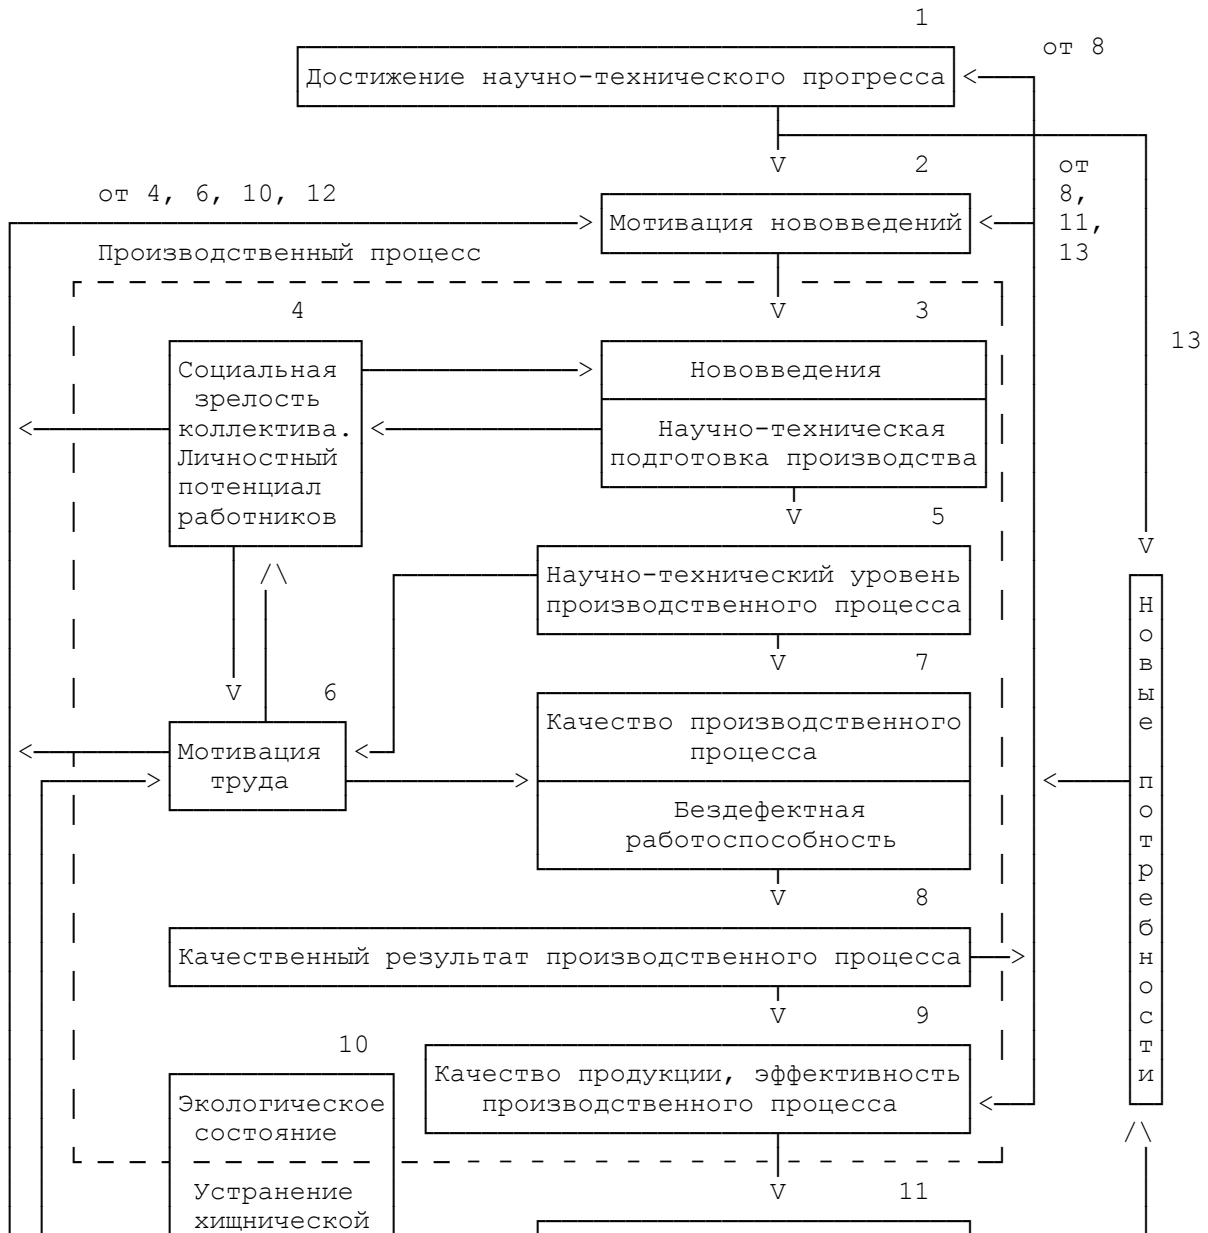 1
от 8
Достижение научно-технического прогресса
2
от
8,
11,
13
от 4, 6, 10, 12
Мотивация нововведений
Производственный процесс
4
3
13
Социальная
зрелость
коллектива.
Личностный
потенциал
работников
Нововведения
Научно-техническая
подготовка производства
5
Научно-технический уровень
производственного процесса
Новые потребности
7
6
Качество производственного
процесса
Мотивация
труда
Бездефектная
работоспособность
8
Качественный результат производственного процесса
9
10
Качество продукции, эффективность
производственного процесса
Экологическое
состояние
Устранение
хищнической
11